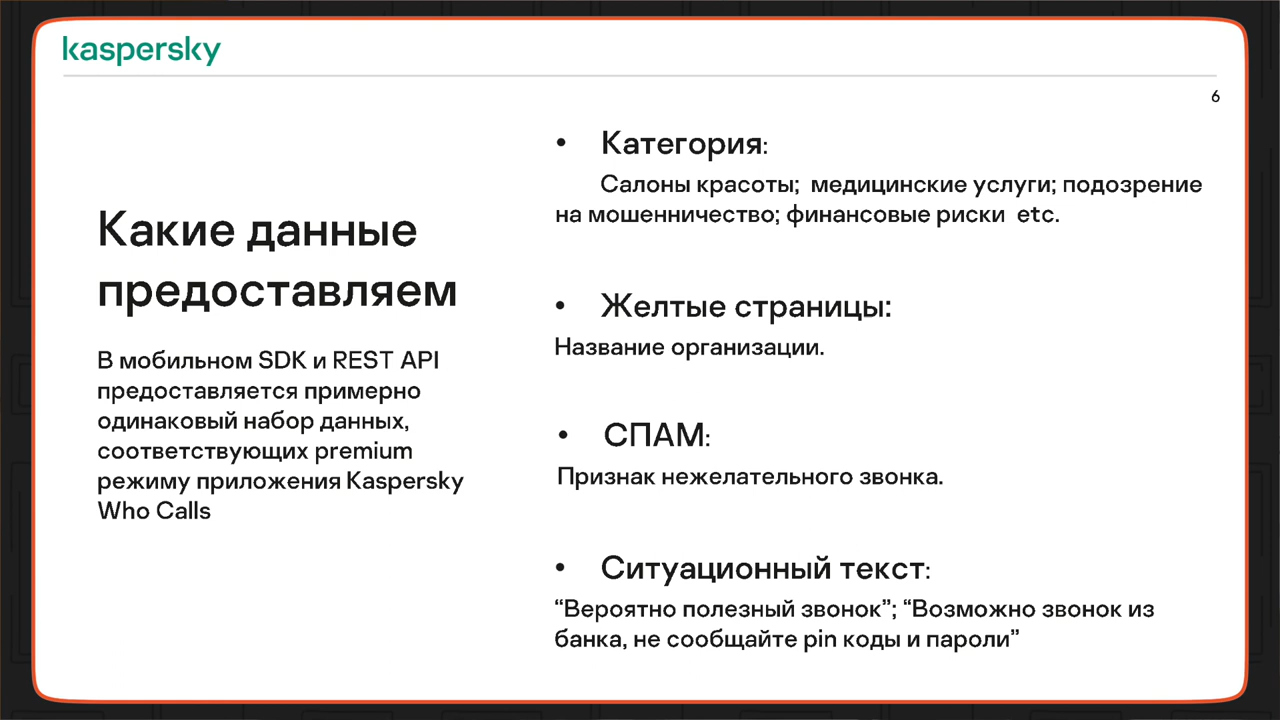 kaspersky
6
Какие данные
предоставляем
В мобильном SDK и REST API
предоставляется примерно
одинаковый набор данных,
соответствующих premium
режиму приложения Kaspersky
Who Calls
• Категория:
Салоны красоты; медицинские услуги; подозрение
на мошенничество; финансовые риски etc.
• Желтые страницы:
Название организации.
• СПАМ:
Признак нежелательного звонка.
• Ситуационный текст:
“Вероятно полезный звонок”; “Возможно звонок из
банка, не сообщайте pin коды и пароли”